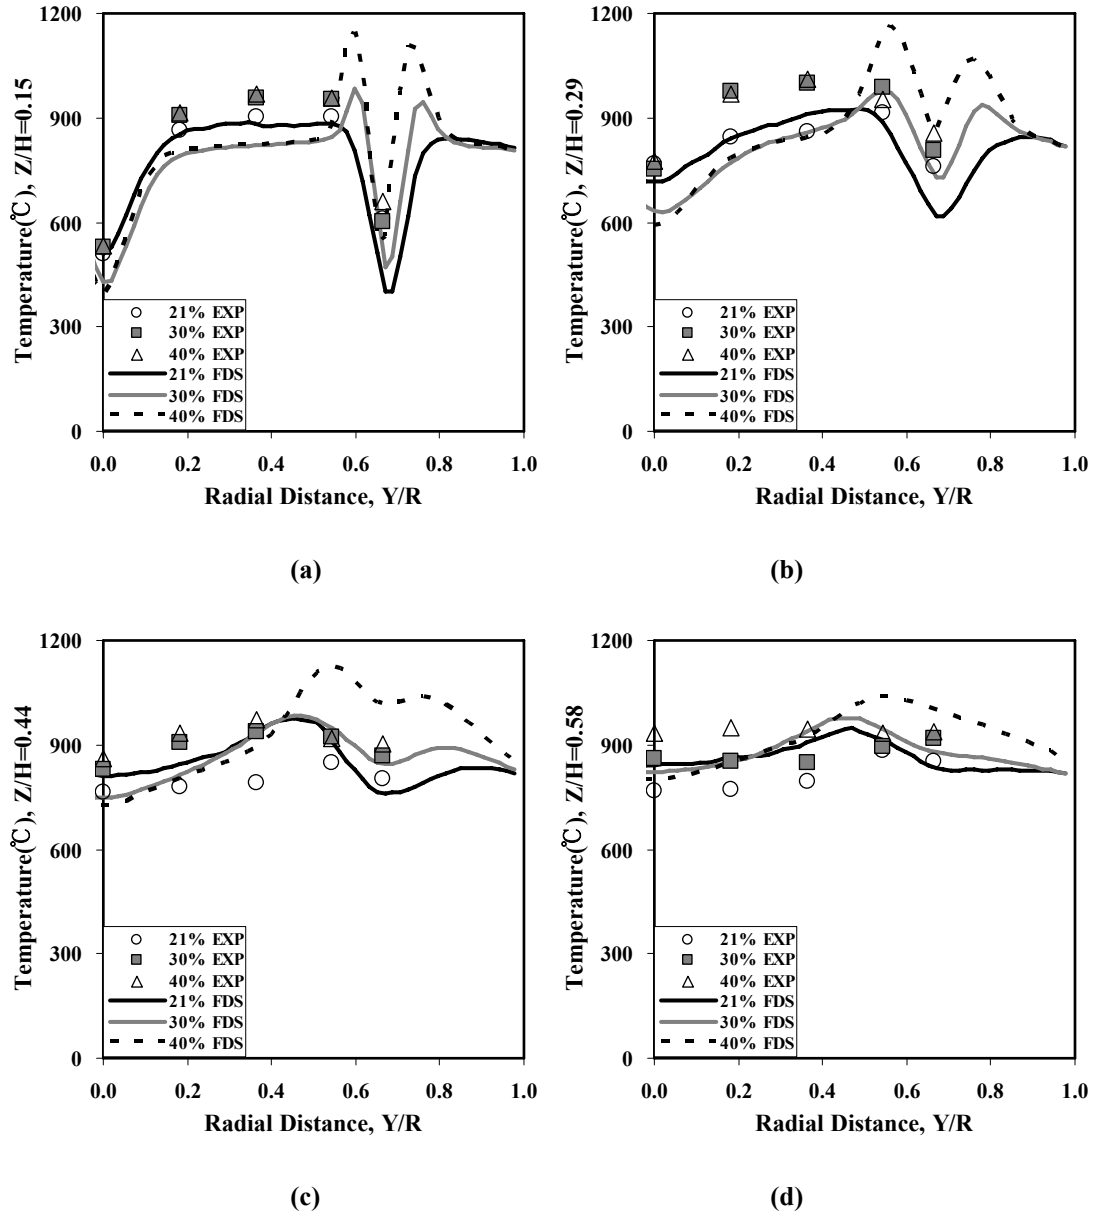 Temperature(℃), Z/H=0.15
1200
900
600
300
0
21% EXP
30% EXP
40% EXP
21% FDS
30% FDS
40% FDS
0.0 0.2 0.4 0.6 0.8 1.0
Radial Distance, Y/R
(a)
Temperature(℃), Z/H=0.29
1200
900
600
300
0
21% EXP
30% EXP
40% EXP
21% FDS
30% FDS
40% FDS
0.0 0.2 0.4 0.6 0.8 1.0
Radial Distance, Y/R
(b)
Temperature(℃), Z/H=0.44
1200
900
600
300
0
21% EXP
30% EXP
40% EXP
21% FDS
30% FDS
40% FDS
0.0 0.2 0.4 0.6 0.8 1.0
Radial Distance, Y/R
(c)
Temperature(℃), Z/H=0.58
1200
900
600
300
0
21% EXP
30% EXP
40% EXP
21% FDS
30% FDS
40% FDS
0.0 0.2 0.4 0.6 0.8 1.0
Radial Distance, Y/R
(d)